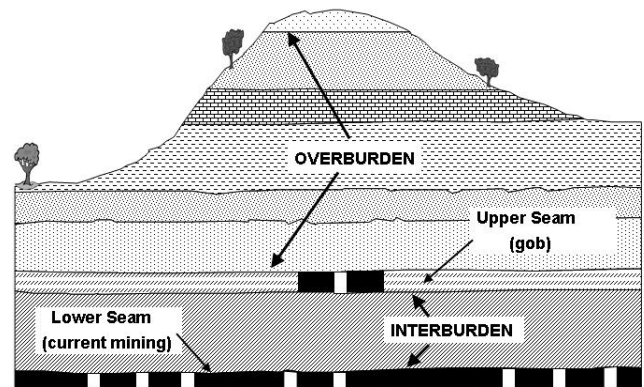 OVERBURDEN
Upper Seam
(gob)
Lower Seam
(current mining)
INTERBURDEN